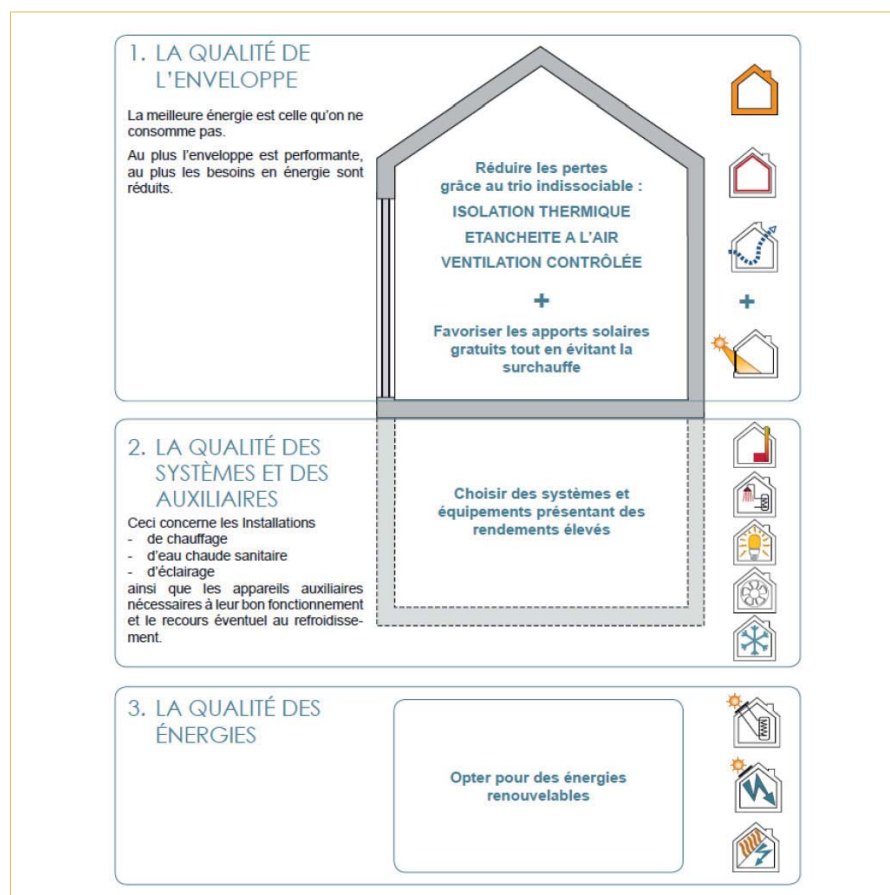 1. LA QUALITÉ DE
L'ENVELOPPE
La meilleure énergie est celle qu'on ne
consomme pas.
Au plus l'enveloppe est performante,
au plus les besoins en énergie sont
réduits.
Réduire les pertes
grâce au trio indissociable :
ISOLATION THERMIQUE
ETANCHEITE A L'AIR
VENTILATION CONTRÔLÉE
+
+
Favoriser les apports solaires
gratuits tout en évitant la
surchauffe
2. LA QUALITÉ DES
SYSTÈMES ET DES
AUXILIAIRES
Ceci concerne les Installations
- de chauffage
- d'eau chaude sanitaire
- d'éclairage
ainsi que les appareils auxiliaires
nécessaires à leur bon fonctionnement
et le recours éventuel au refroidisse-
ment.
Choisir des systèmes et
équipements présentant des
rendements élevés
3. LA QUALITÉ DES
ÉNERGIES
Opter pour des énergies
renouvelables